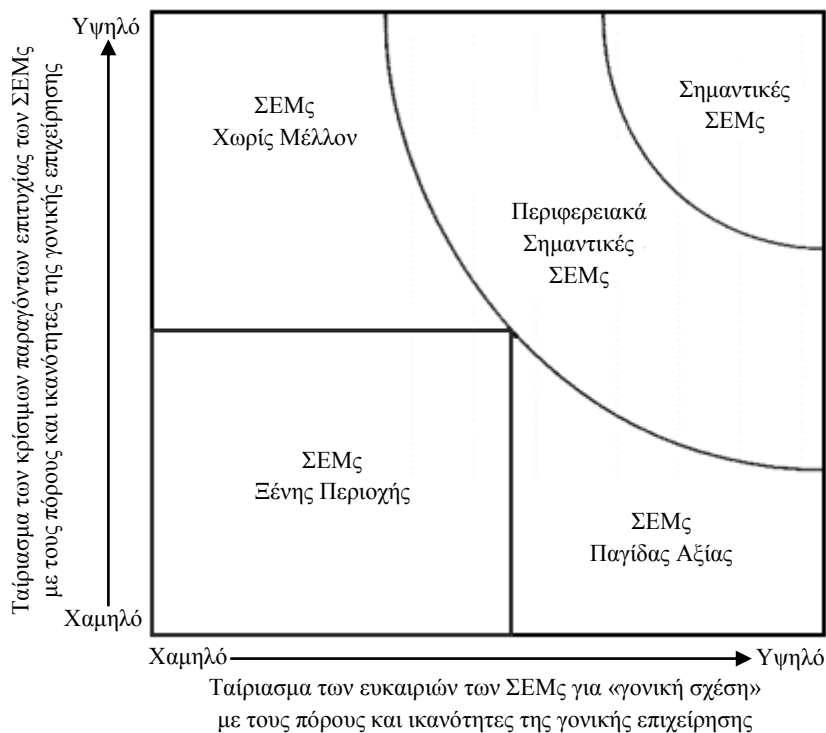 Υψηλό
Ταίριασμα των κρίσιμων παραγόντων επιτυχίας των ΣΕΜς
με τους πόρους και ικανότητες της γονικής επιχείρησης
Χαμηλό
ΣΕΜς
Χωρίς Μέλλον
Σημαντικές
ΣΕΜς
Περιφερειακά
Σημαντικές
ΣΕΜς
ΣΕΜς
Ξένης Περιοχής
ΣΕΜς
Παγίδας Αξίας
Χαμηλό
Υψηλό
Ταίριασμα των ευκαιριών των ΣΕΜς για «γονική σχέση»
με τους πόρους και ικανότητες της γονικής επιχείρησης